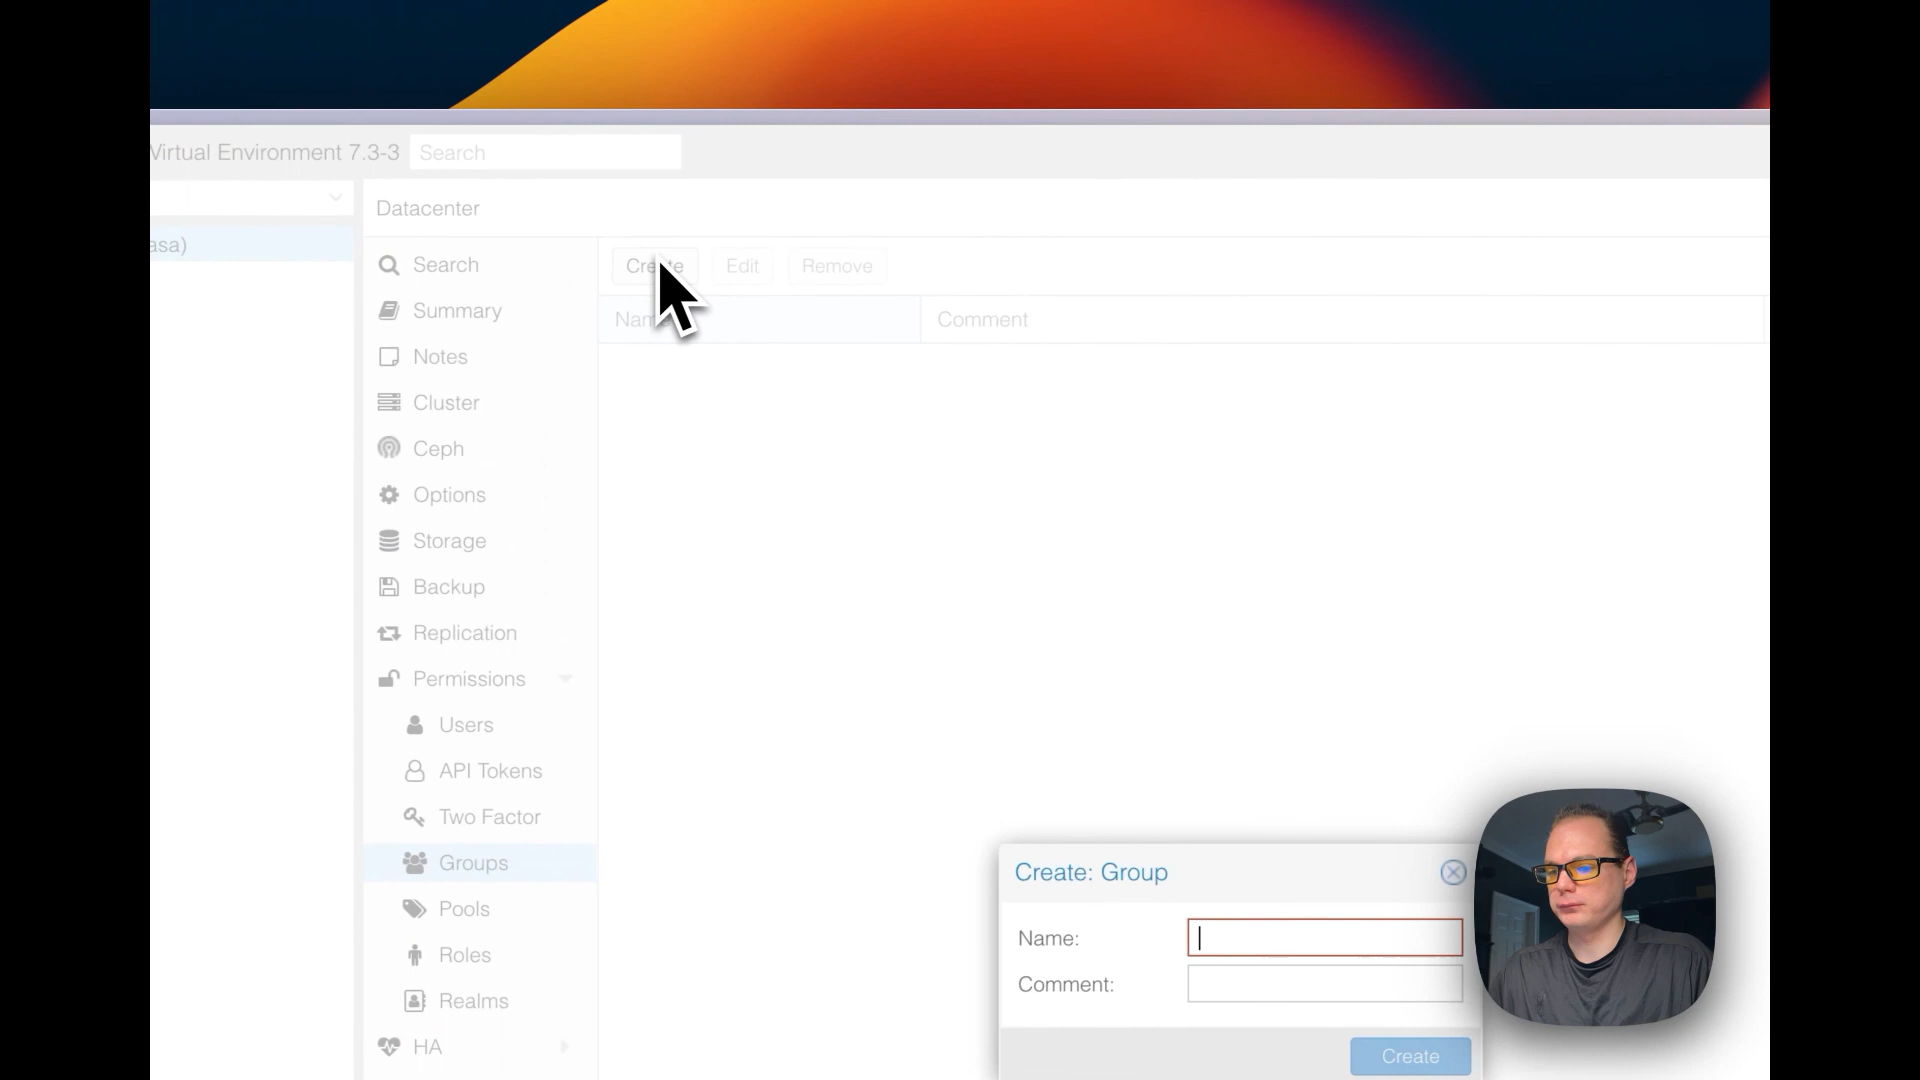 Virtual Environment 7.3-3 Search
Datacenter
asa)
Search
Create Edit Remove
Summary
Comment
Notes
Cluster
Ceph
Options
Storage
Backup
Replication
Permissions
Users
API Tokens
Two Factor
Groups
Create: Group
Pools
Name:
Roles
Comment:
Realms
HA
Create